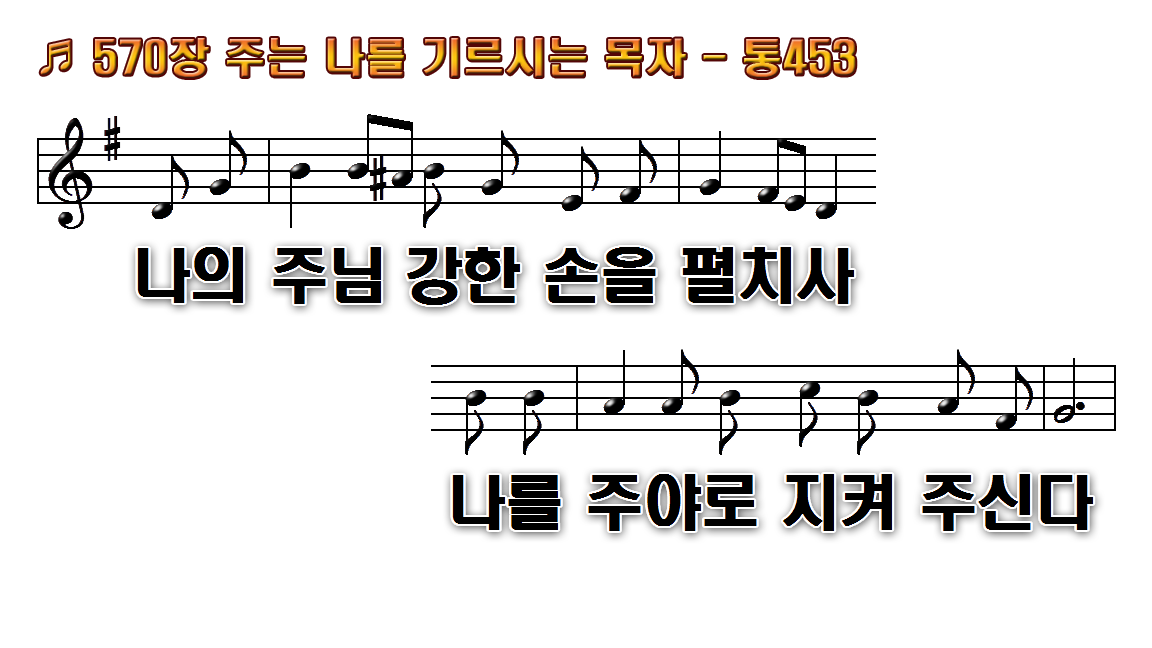 ♬ 570장 주는 나를 기르시는 목자 - 통453
나의 주님 강한 손을 펼치사
나를 주야로 지켜 주신다